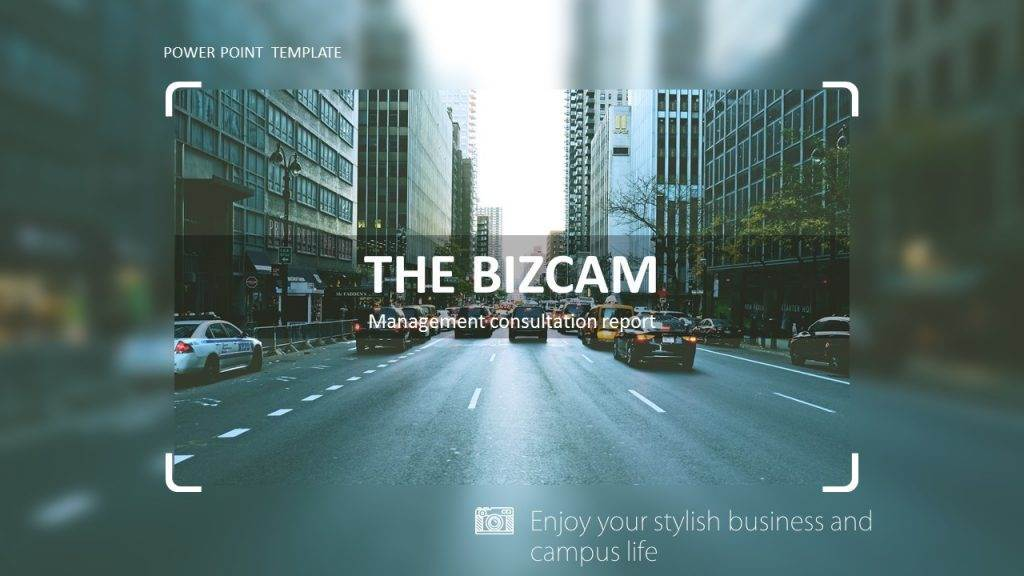 POWER POINT TEMPLATE
THE BIZCAM
Management consultation report
Enjoy your stylish business and
campus life